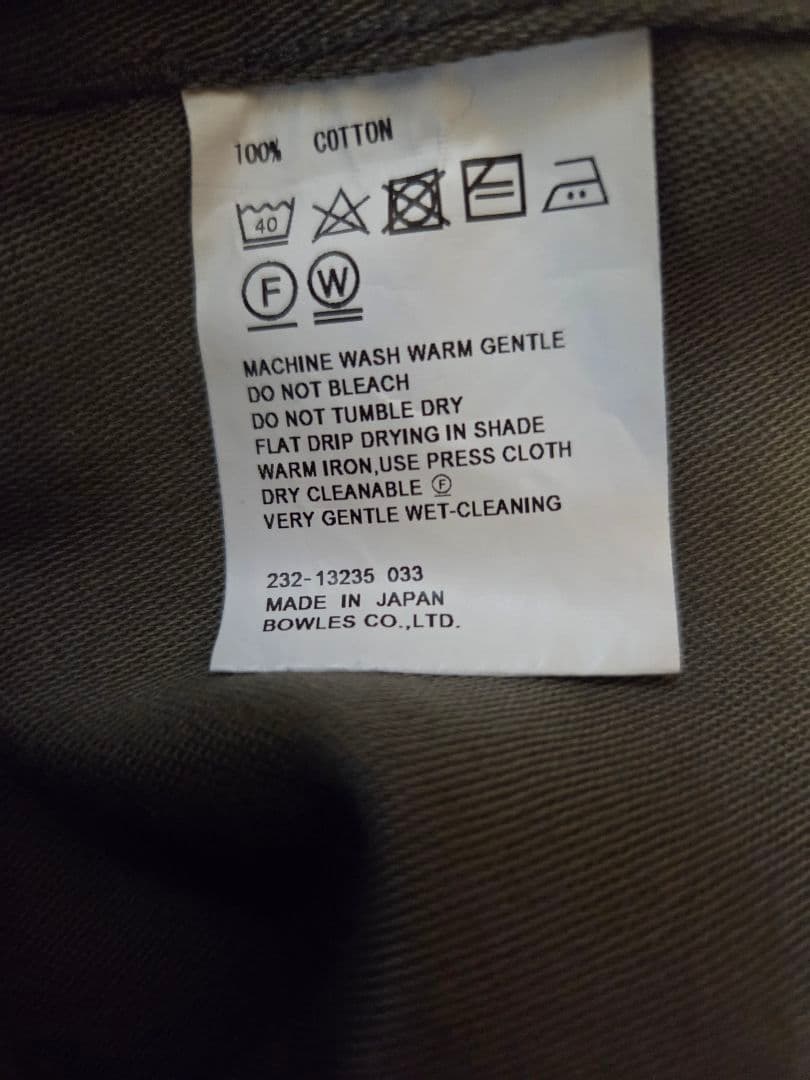 100% COTTON
40
F W
MACHINE WASH WARM GENTLE
DO NOT BLEACH
DO NOT TUMBLE DRY
FLAT DRIP DRYING IN SHADE
WARM IRON,USE PRESS CLOTH
DRY CLEANABLE Ⓕ
VERY GENTLE WET-CLEANING
232-13235 033
MADE IN JAPAN
BOWLES CO.,LTD.